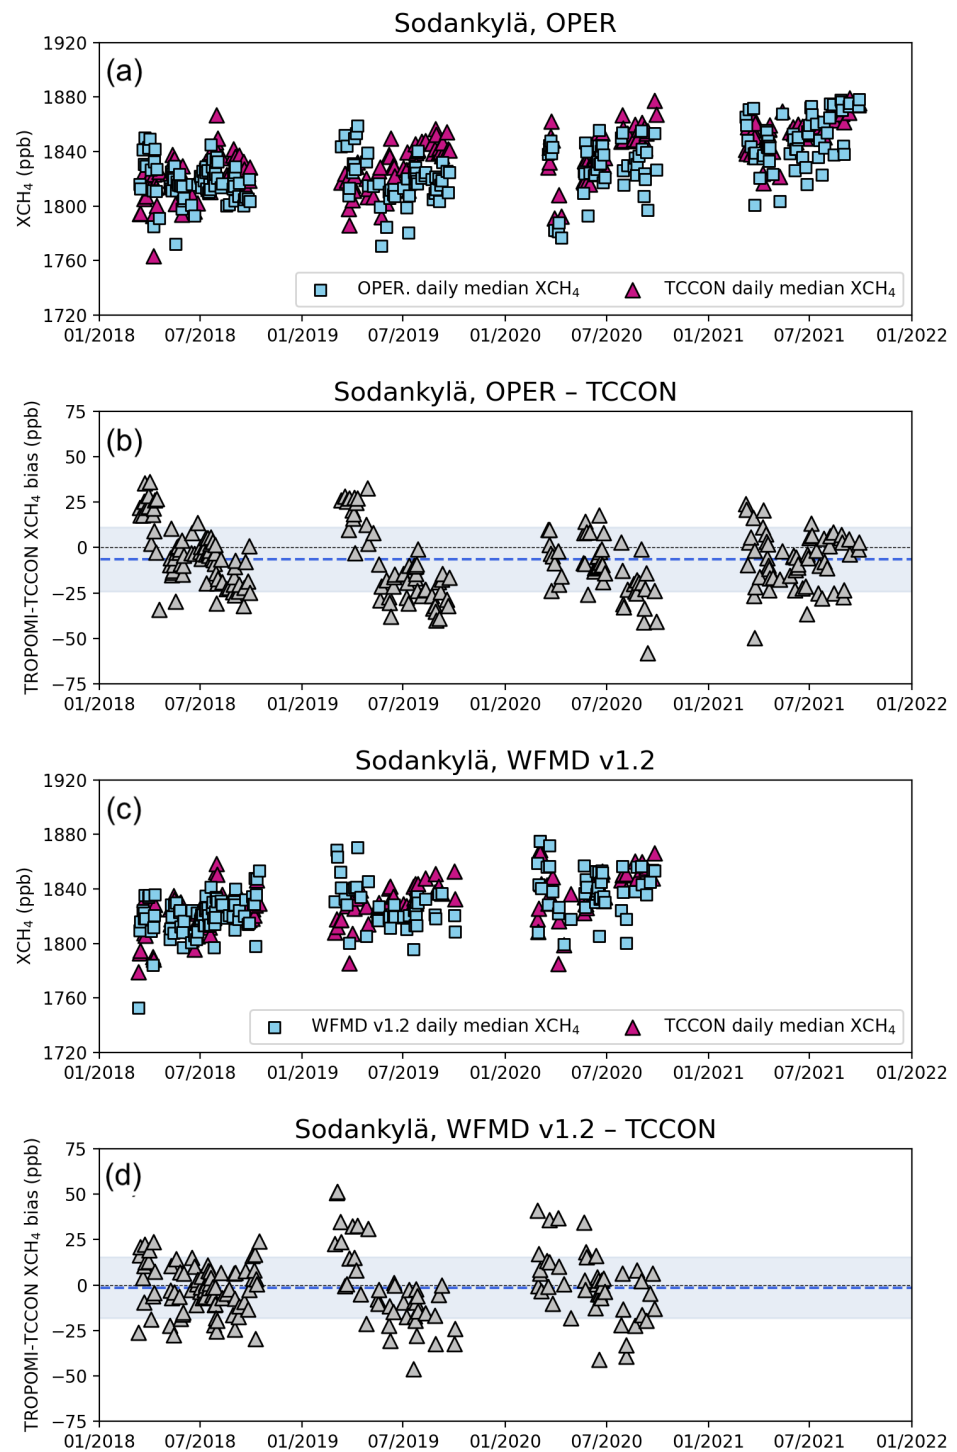 Sodankylä, OPER
(a)
XCH₄ (ppb)
1920
1880
1840
1800
1760
1720
OPER. daily median XCH₄
TCCON daily median XCH₄
01/2018 07/2018 01/2019 07/2019 01/2020 07/2020 01/2021 07/2021 01/2022
Sodankylä, OPER – TCCON
(b)
TROPOMI-TCCON XCH₄ bias (ppb)
75
50
25
0
−25
−50
−75
01/2018 07/2018 01/2019 07/2019 01/2020 07/2020 01/2021 07/2021 01/2022
Sodankylä, WFMD v1.2
(c)
XCH₄ (ppb)
1920
1880
1840
1800
1760
1720
WFMD v1.2 daily median XCH₄
TCCON daily median XCH₄
01/2018 07/2018 01/2019 07/2019 01/2020 07/2020 01/2021 07/2021 01/2022
Sodankylä, WFMD v1.2 – TCCON
(d)
TROPOMI-TCCON XCH₄ bias (ppb)
75
50
25
0
−25
−50
−75
01/2018 07/2018 01/2019 07/2019 01/2020 07/2020 01/2021 07/2021 01/2022